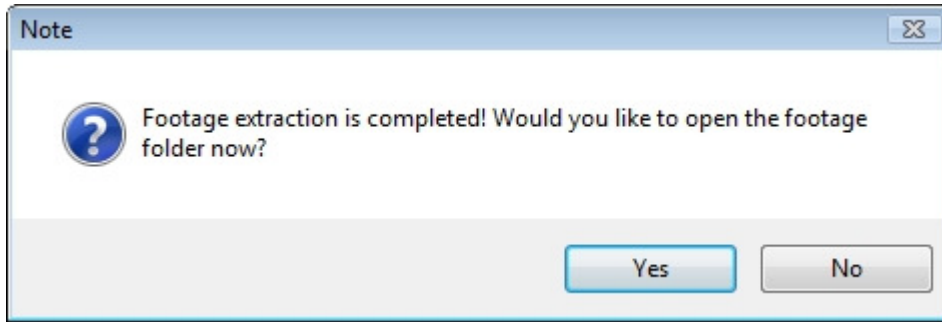 Note
Footage extraction is completed! Would you like to open the footage
folder now?
Yes
No